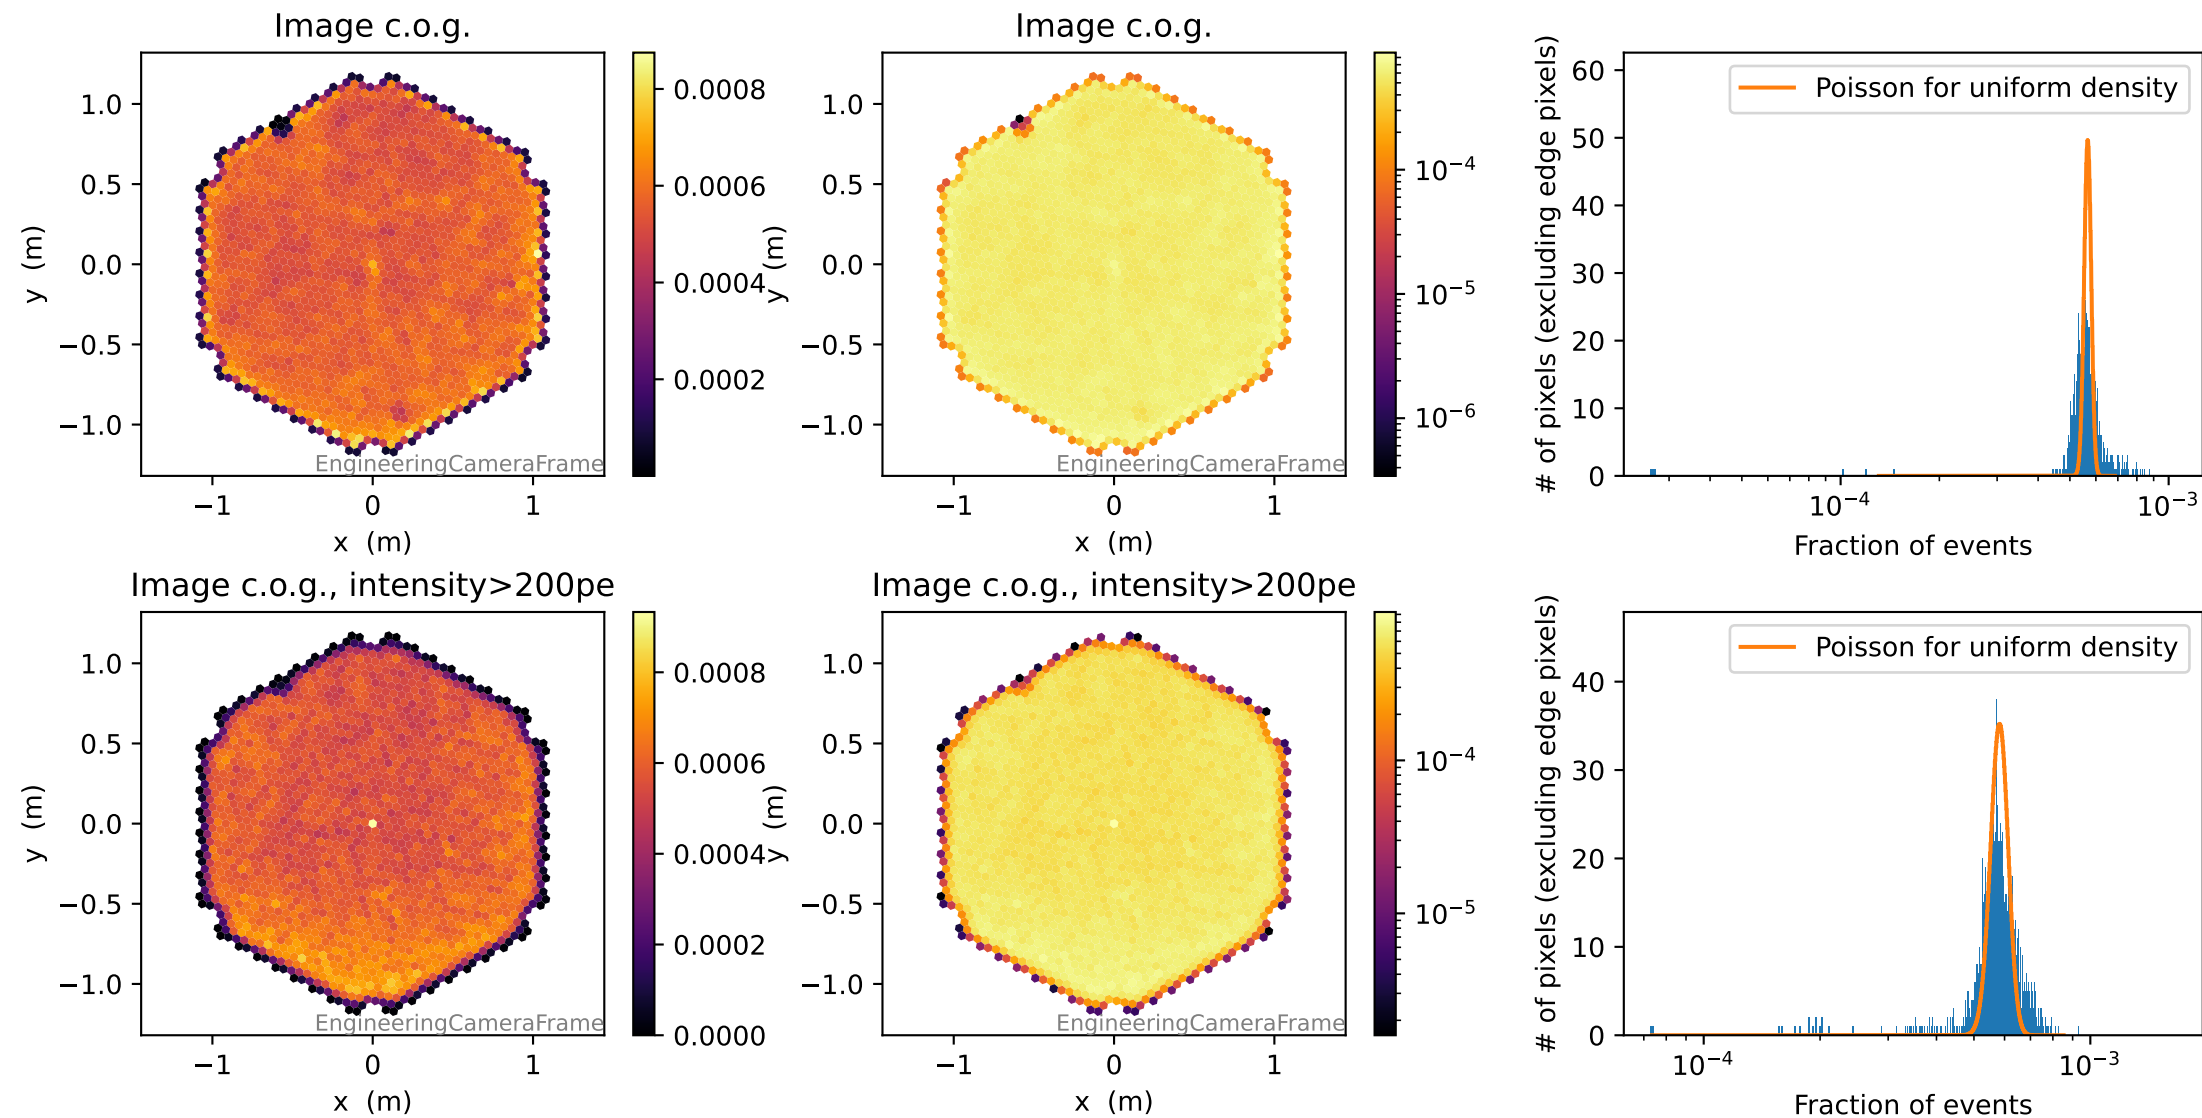 Image c.o.g.
1.0
0.5
0.0
−0.5
−1.0
y (m)
−1 0 1
x (m)
EngineeringCameraFrame
0.0008
0.0006
0.0004
0.0002
Image c.o.g.
1.0
0.5
0.0
−0.5
−1.0
y (m)
−1 0 1
x (m)
EngineeringCameraFrame
10−4
10−5
10−6
# of pixels (excluding edge pixels)
60
50
40
30
20
10
0
Poisson for uniform density
10−4 10−3
Fraction of events
Image c.o.g., intensity>200pe
1.0
0.5
0.0
−0.5
−1.0
y (m)
−1 0 1
x (m)
EngineeringCameraFrame
0.0008
0.0006
0.0004
0.0002
0.0000
Image c.o.g., intensity>200pe
1.0
0.5
0.0
−0.5
−1.0
y (m)
−1 0 1
x (m)
EngineeringCameraFrame
10−4
10−5
# of pixels (excluding edge pixels)
40
30
20
10
0
Poisson for uniform density
10−4 10−3
Fraction of events